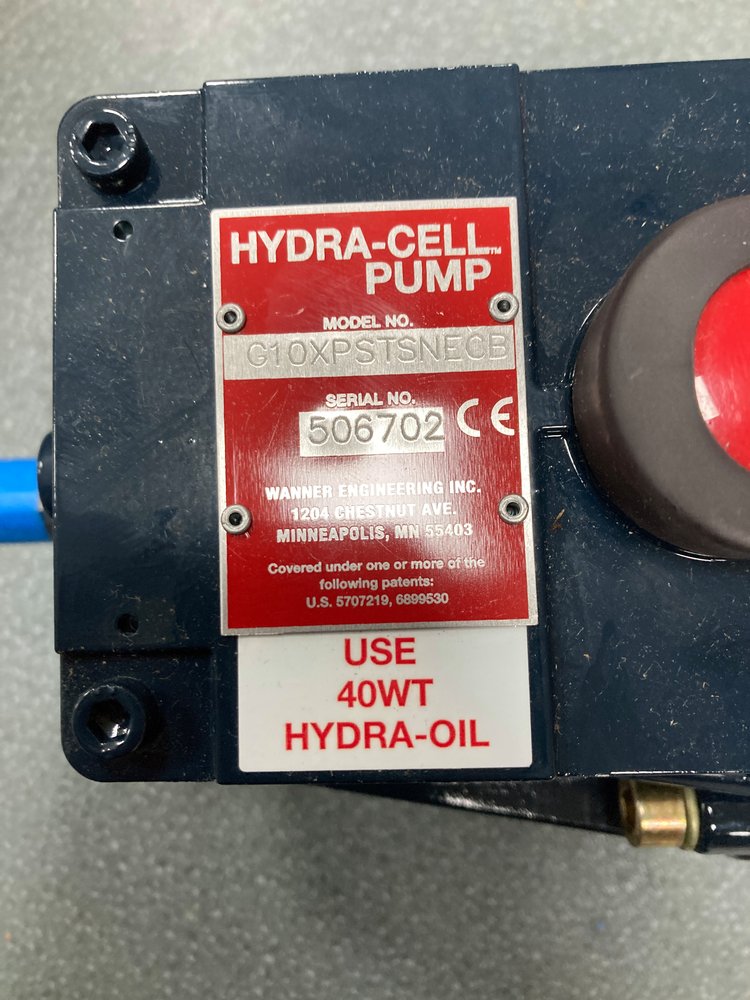 HYDRA-CELL™
PUMP
MODEL NO.
G10XPSTSNECB
SERIAL NO.
506702 CE
WANNER ENGINEERING INC.
1204 CHESTNUT AVE.
MINNEAPOLIS, MN 55403
Covered under one or more of the
following patents:
U.S. 5707219, 6899530
USE
40WT
HYDRA-OIL